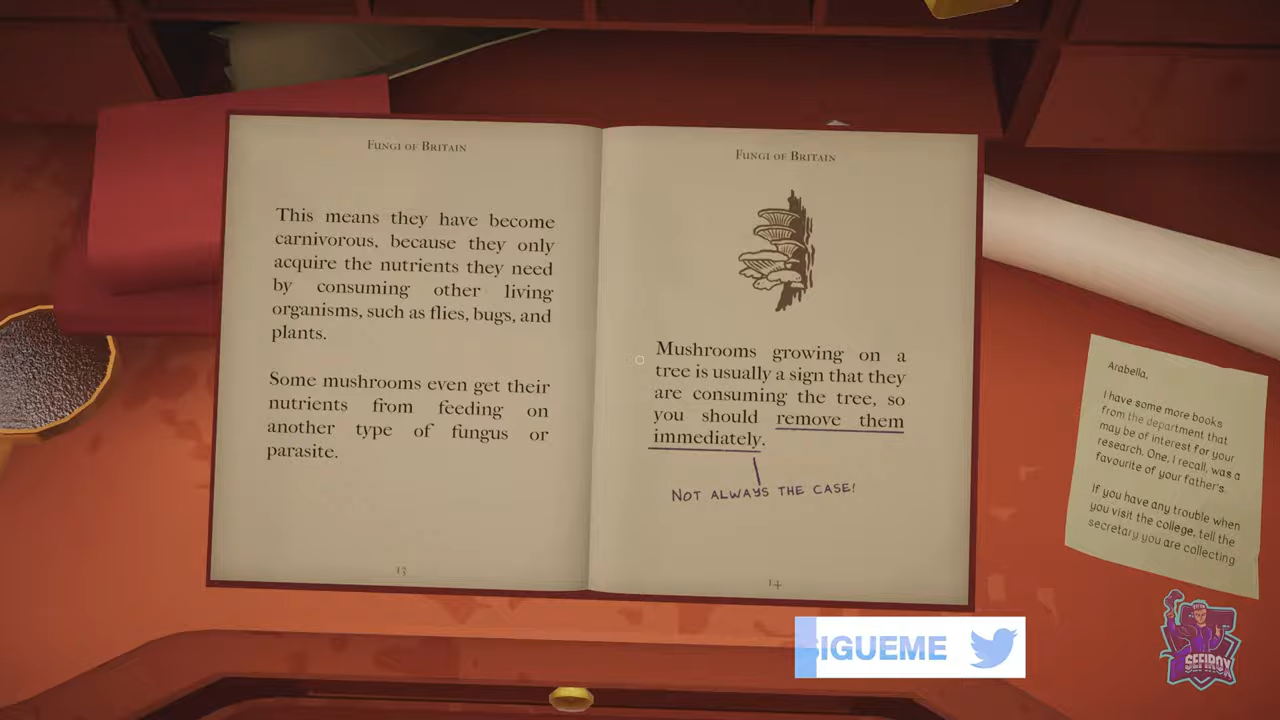 Fungi of Britain
This means they have become
carnivorous, because they only
acquire the nutrients they need
by consuming other living
organisms, such as flies, bugs, and
plants.
Some mushrooms even get their
nutrients from feeding on
another type of fungus or
parasite.
13
Fungi of Britain
Mushrooms growing on a
tree is usually a sign that they
are consuming the tree, so
you should remove them
immediately.
NOT ALWAYS THE CASE!
14
Arabella,
I have some more books
from the department that
may be of interest for your
research. One, I recall, was a
favourite of your father's.
If you have any trouble when
you visit the college, tell the
secretary you are collecting
SIGUEME
SEFIROX